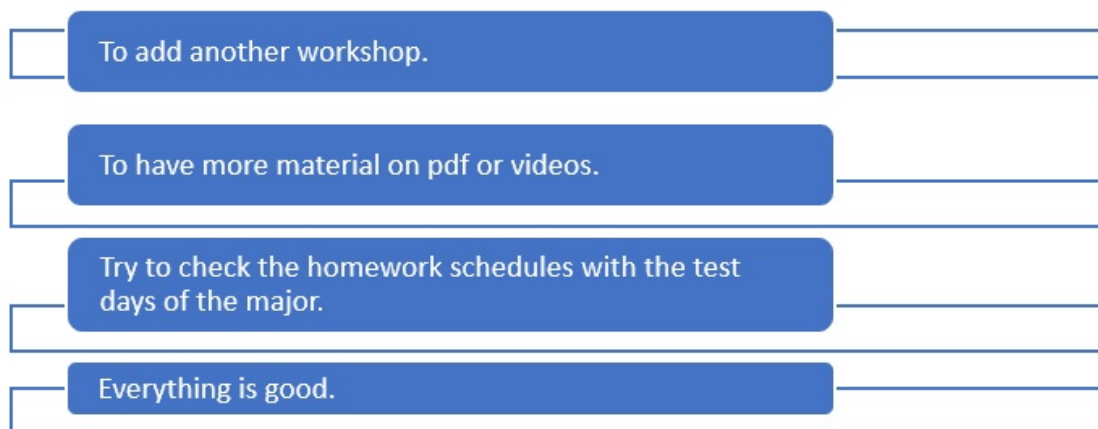 To add another workshop.
To have more material on pdf or videos.
Try to check the homework schedules with the test
days of the major.
Everything is good.